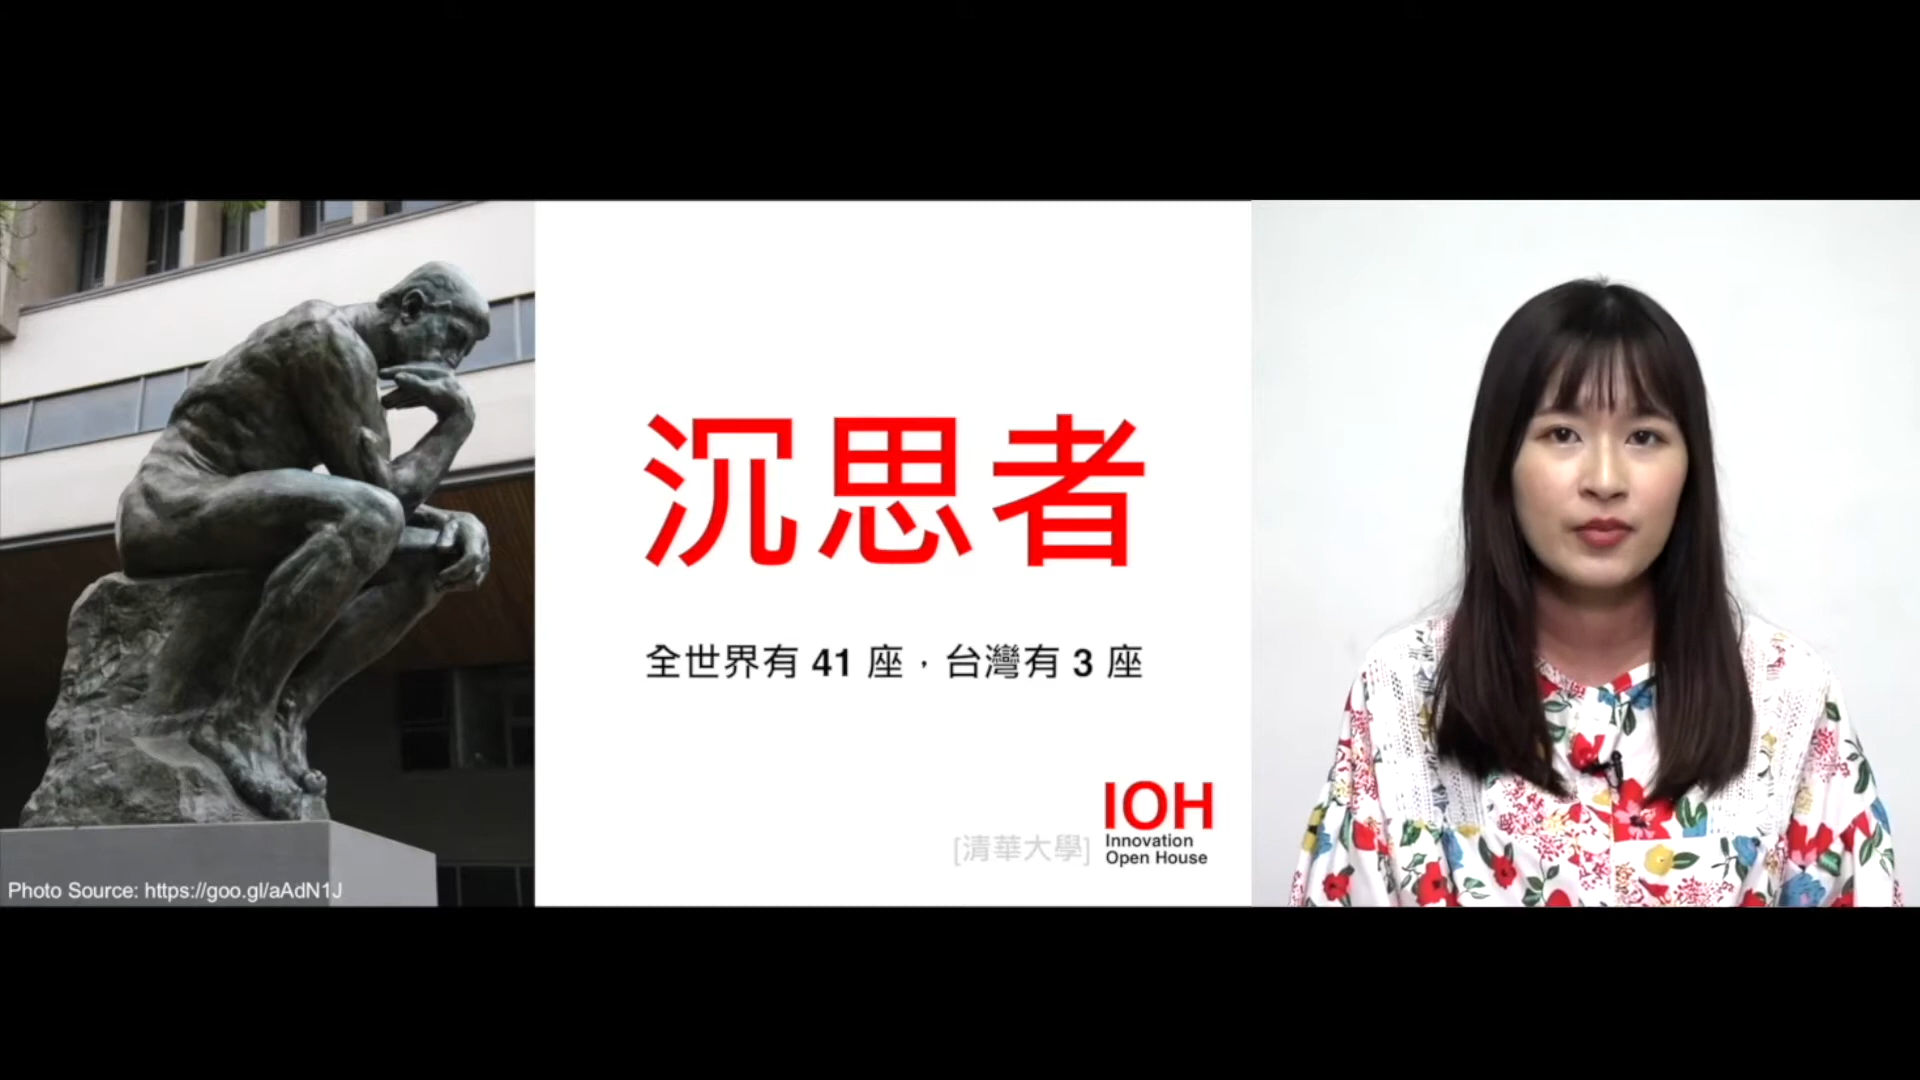 沉思者
全世界有 41 座，台灣有 3 座
[清華大學]
IOH
Innovation
Open House
Photo Source: https://goo.gl/aAdN1J